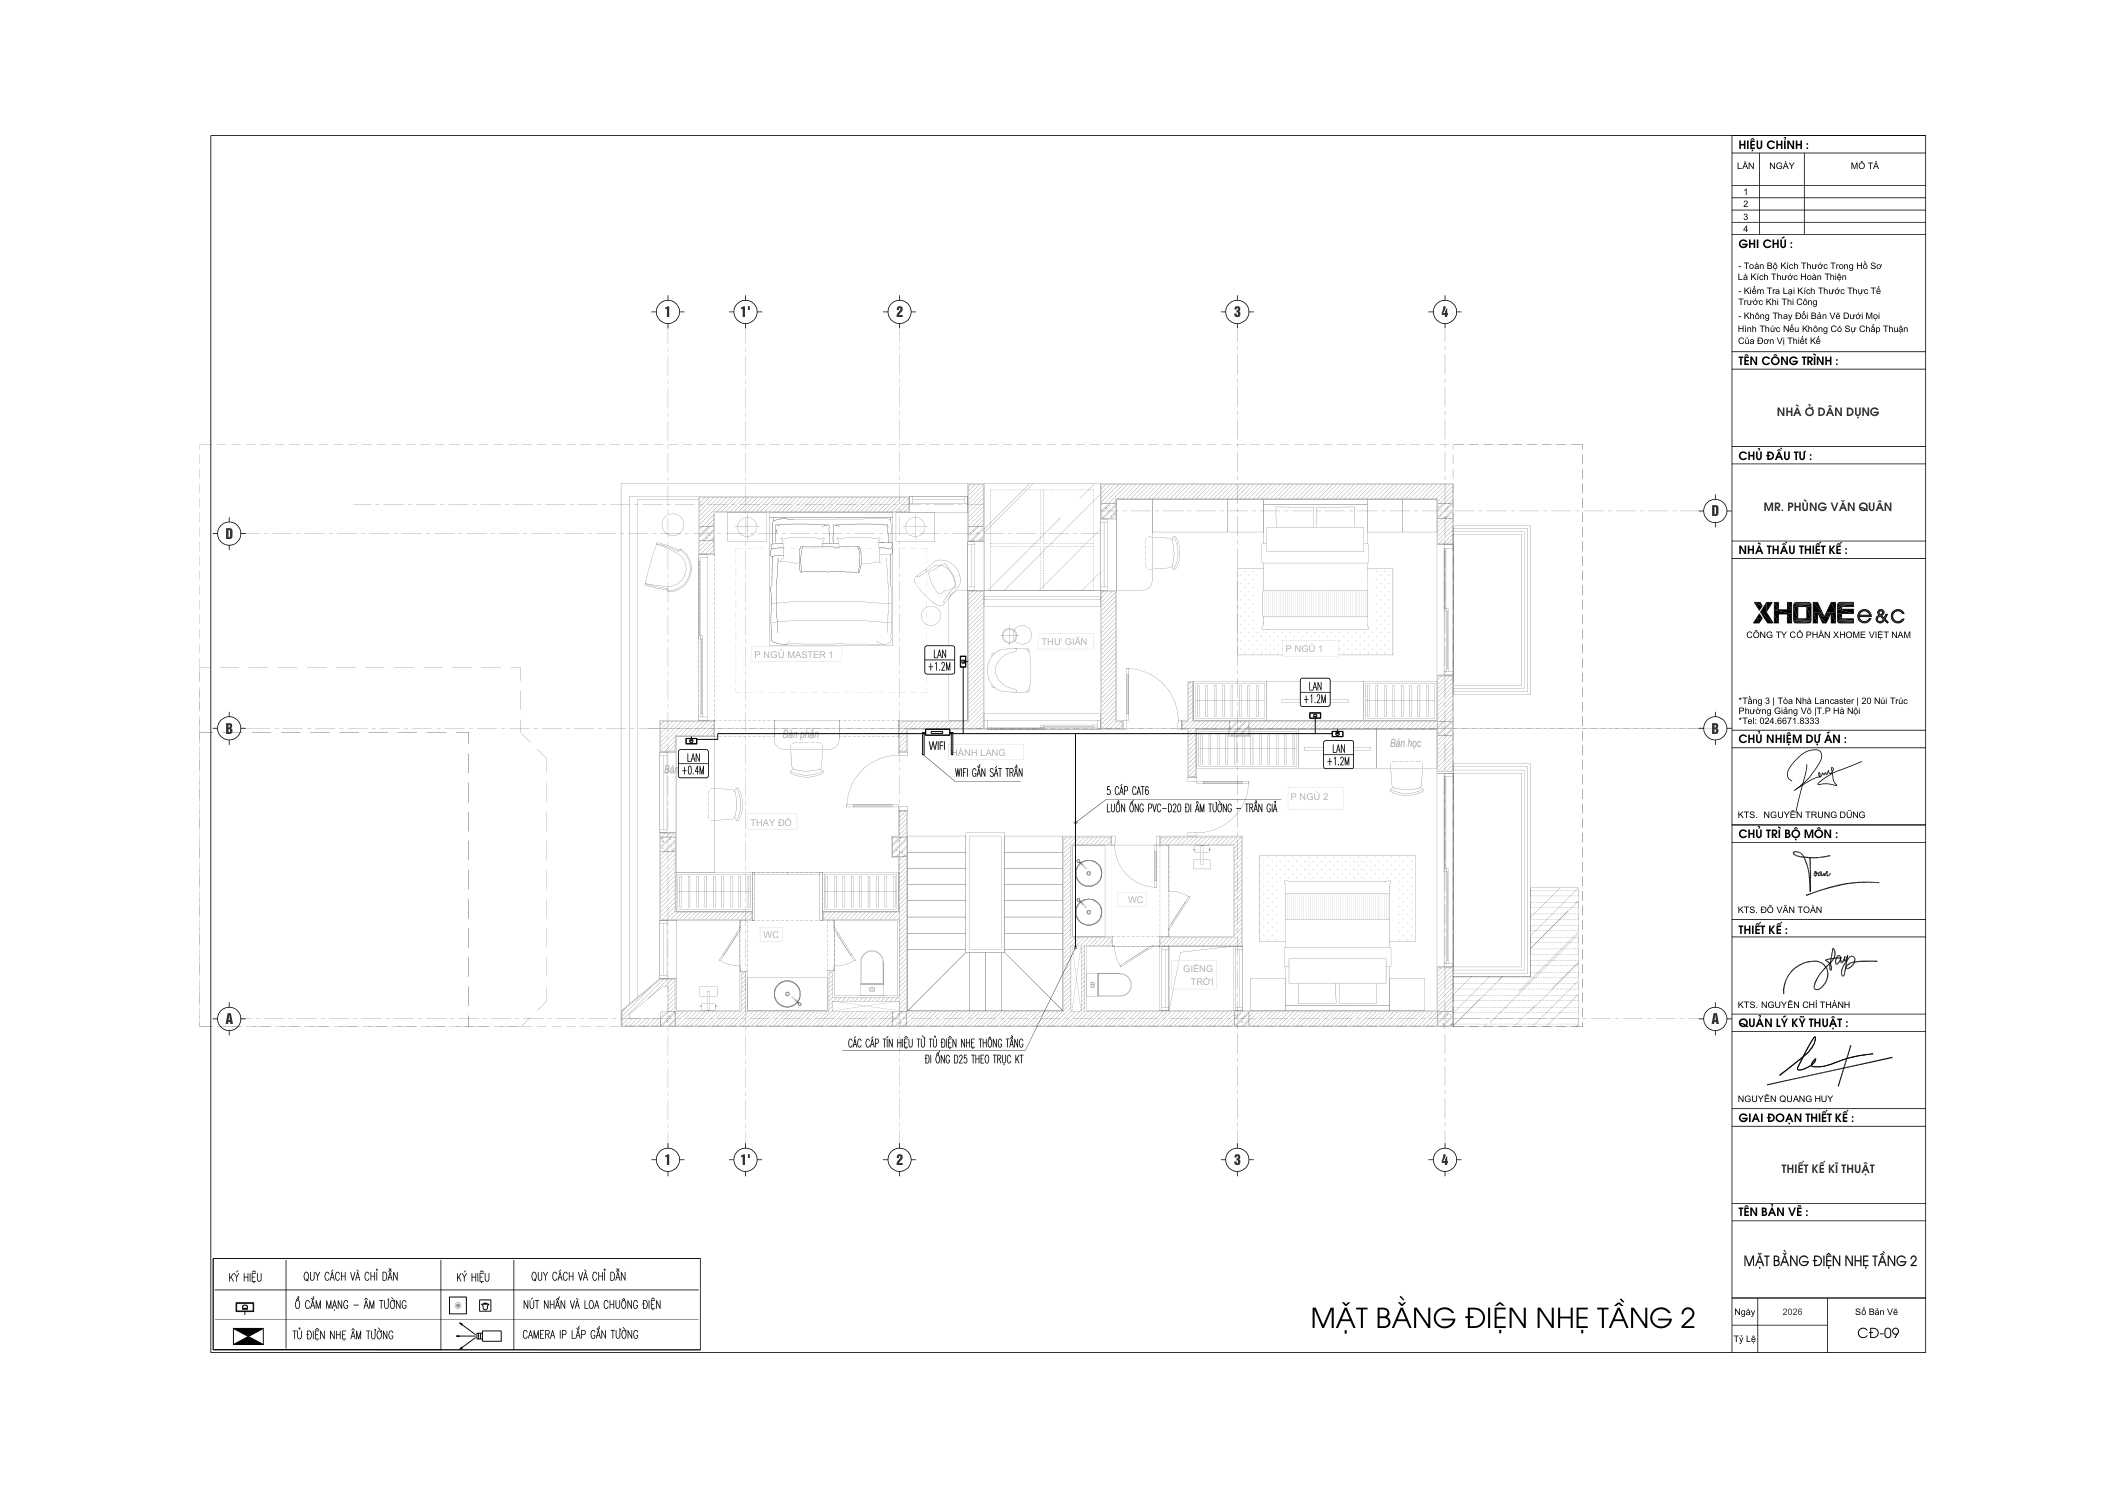 HIỆU CHỈNH :
LẦN NGÀY MÔ TẢ
1
2
3
4
GHI CHÚ :
- Toàn Bộ Kích Thước Trong Hồ Sơ
Là Kích Thước Hoàn Thiện
- Kiểm Tra Lại Kích Thước Thực Tế
Trước Khi Thi Công
- Không Thay Đổi Bản Vẽ Dưới Mọi
Hình Thức Nếu Không Có Sự Chấp Thuận
Của Đơn Vị Thiết Kế
TÊN CÔNG TRÌNH :
NHÀ Ở DÂN DỤNG
CHỦ ĐẦU TƯ :
MR. PHÙNG VĂN QUÂN
NHÀ THẦU THIẾT KẾ :
XHOME e&c
CÔNG TY CỔ PHẦN XHOME VIỆT NAM
*Tầng 3 | Tòa Nhà Lancaster | 20 Núi Trúc
Phường Giảng Võ |T.P Hà Nội
*Tel: 024.6671.8333
CHỦ NHIỆM DỰ ÁN :
KTS. NGUYỄN TRUNG DŨNG
CHỦ TRÌ BỘ MÔN :
Toan
KTS. ĐỖ VĂN TOÀN
THIẾT KẾ :
KTS. NGUYỄN CHÍ THÀNH
QUẢN LÝ KỸ THUẬT :
NGUYỄN QUANG HUY
GIAI ĐOẠN THIẾT KẾ :
THIẾT KẾ KĨ THUẬT
TÊN BẢN VẼ :
MẶT BẰNG ĐIỆN NHẸ TẦNG 2
Ngày 2026 Số Bản Vẽ
Tỷ Lệ CĐ-09
1 1' 2 3 4
D D
B B
A A
P NGỦ MASTER 1
LAN
+1.2M
THƯ GIÃN
P NGỦ 1
LAN
+1.2M
Bàn phấn
WIFI
HÀNH LANG
WIFI GẮN SÁT TRẦN
LAN
+0.4M
Bàn
LAN
+1.2M
Bàn học
5 CÁP CAT6
LUỒN ỐNG PVC-D20 ĐI ÂM TƯỜNG - TRẦN GIẢ
P NGỦ 2
THAY ĐỒ
WC
WC
GIẾNG
TRỜI
CÁC CÁP TÍN HIỆU TỪ TỦ ĐIỆN NHẸ THÔNG TẦNG
ĐI ỐNG D25 THEO TRỤC KT
1 1' 2 3 4
KÝ HIỆU QUY CÁCH VÀ CHỈ DẪN KÝ HIỆU QUY CÁCH VÀ CHỈ DẪN
Ổ CẮM MẠNG - ÂM TƯỜNG NÚT NHẤN VÀ LOA CHUÔNG ĐIỆN
TỦ ĐIỆN NHẸ ÂM TƯỜNG CAMERA IP LẮP GẮN TƯỜNG
MẶT BẰNG ĐIỆN NHẸ TẦNG 2